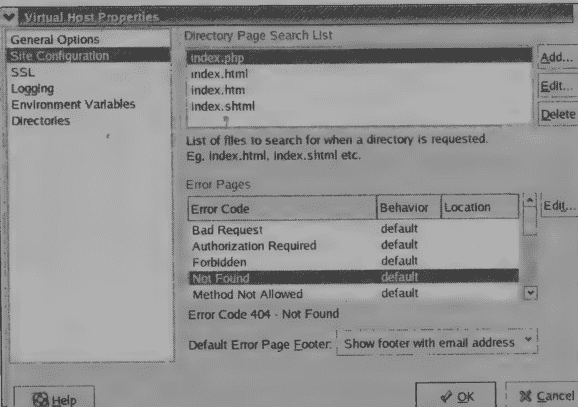 Virtual Host Properties
General Options
Site Configuration
SSL
Logging
Environment Variables
Directories
Directory Page Search List
index.php
index.html
index.htm
index.shtml
Add...
Edit...
Delete
List of files to search for when a directory is requested.
Eg. index.html, index.shtml etc.
Error Pages
Error Code Behavior Location
Bad Request default
Authorization Required default
Forbidden default
Not Found default
Method Not Allowed default
Edit...
Error Code 404 - Not Found
Default Error Page Footer: Show footer with email address
Help
OK
Cancel